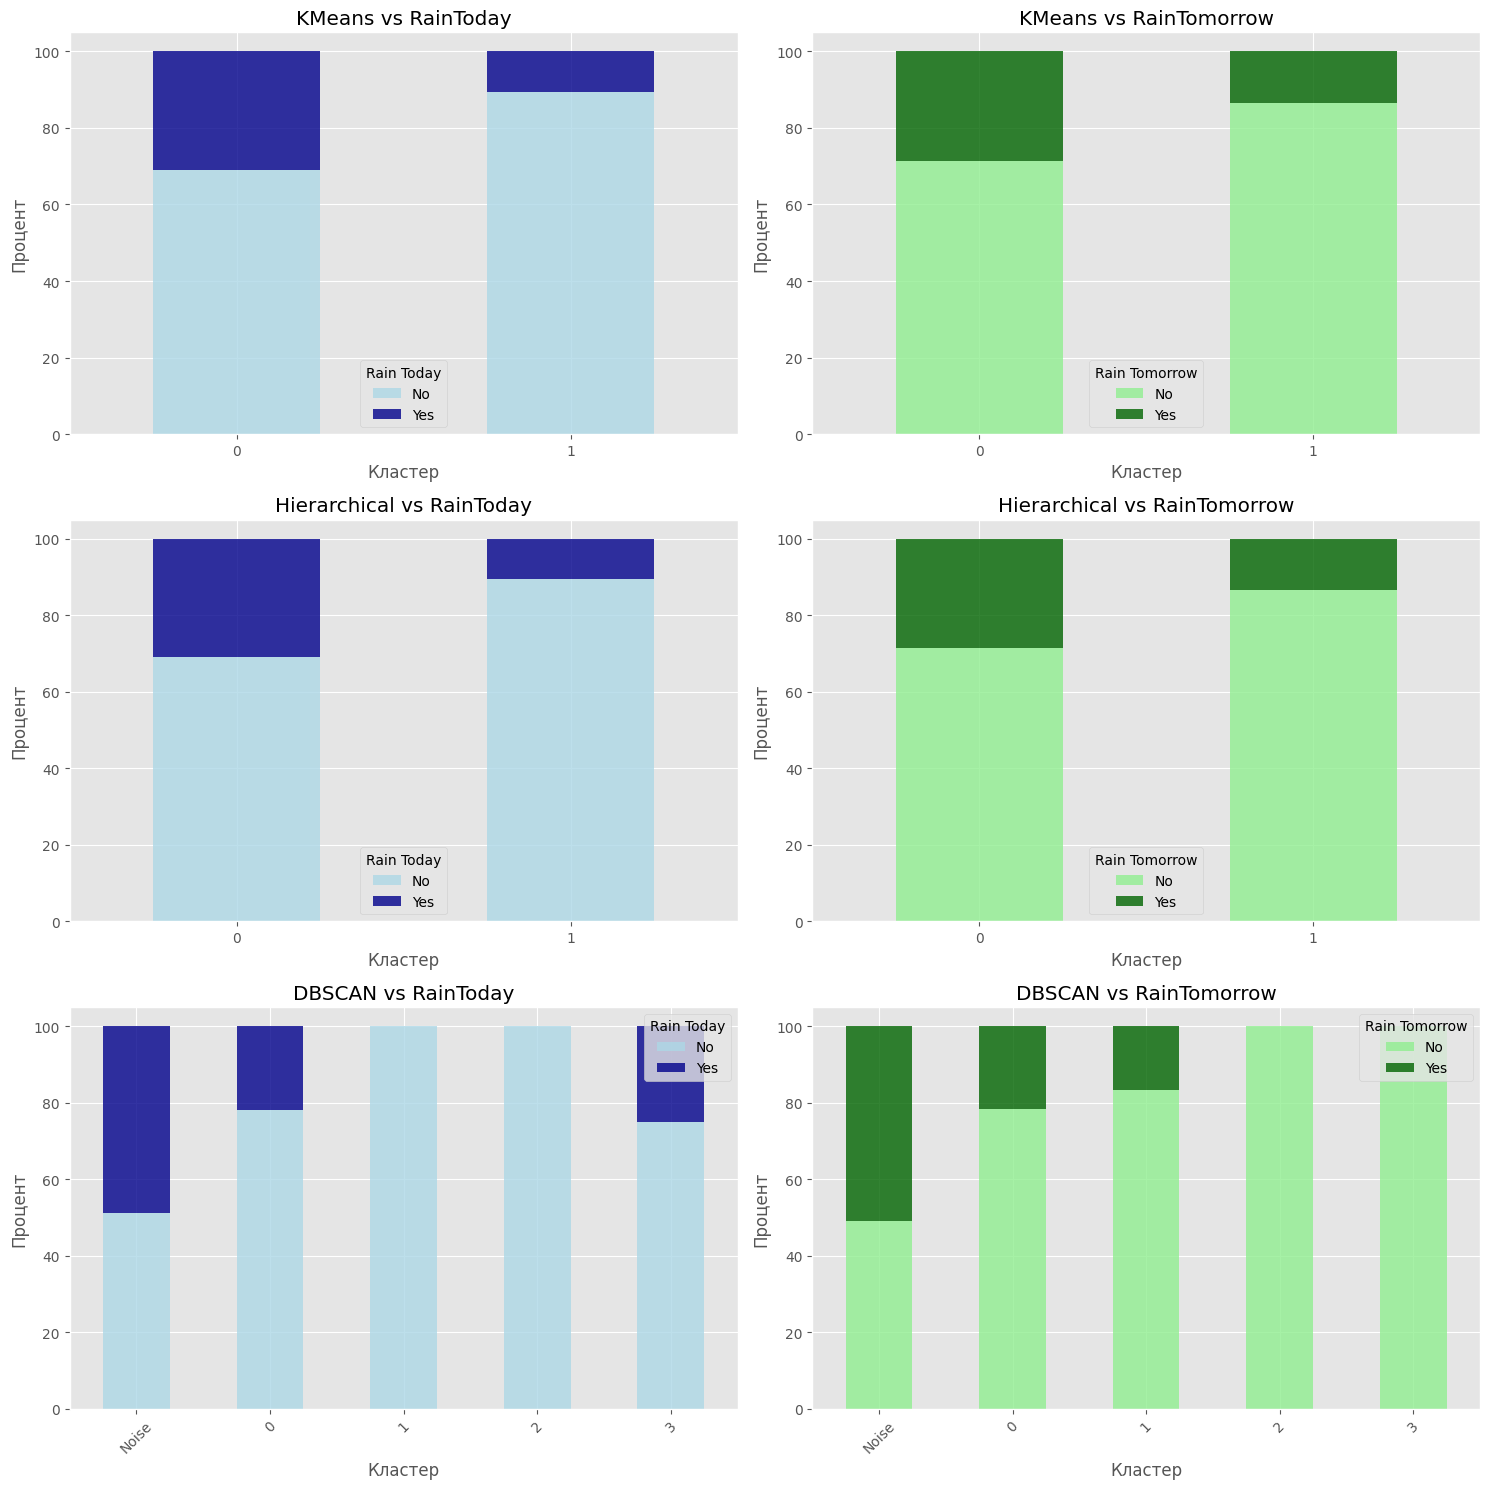 KMeans vs RainToday
100
80
60
40
20
0
Процент
Rain Today
No
Yes
0 1
Кластер
KMeans vs RainTomorrow
100
80
60
40
20
0
Процент
Rain Tomorrow
No
Yes
0 1
Кластер
Hierarchical vs RainToday
100
80
60
40
20
0
Процент
Rain Today
No
Yes
0 1
Кластер
Hierarchical vs RainTomorrow
100
80
60
40
20
0
Процент
Rain Tomorrow
No
Yes
0 1
Кластер
DBSCAN vs RainToday
100
80
60
40
20
0
Процент
Rain Today
No
Yes
Noise 0 1 2 3
Кластер
DBSCAN vs RainTomorrow
100
80
60
40
20
0
Процент
Rain Tomorrow
No
Yes
Noise 0 1 2 3
Кластер